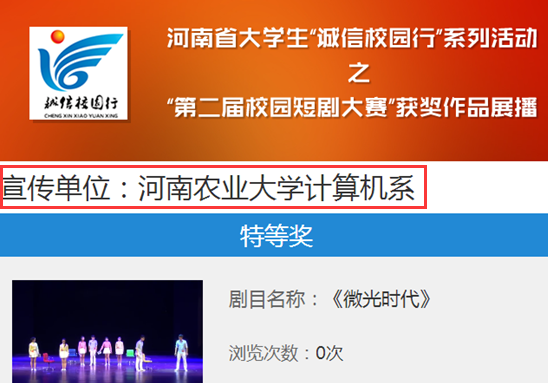 河南省大学生“诚信校园行”系列活动
之
“第二届校园短剧大赛”获奖作品展播
诚信校园行
CHENG XIN XIAO YUAN XING
宣传单位：河南农业大学计算机系
特等奖
剧目名称：《微光时代》
浏览次数：0次